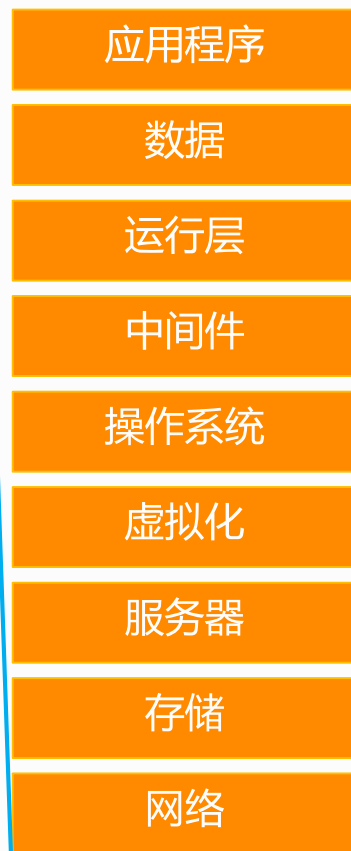 应用程序
数据
运行层
中间件
操作系统
虚拟化
服务器
存储
网络